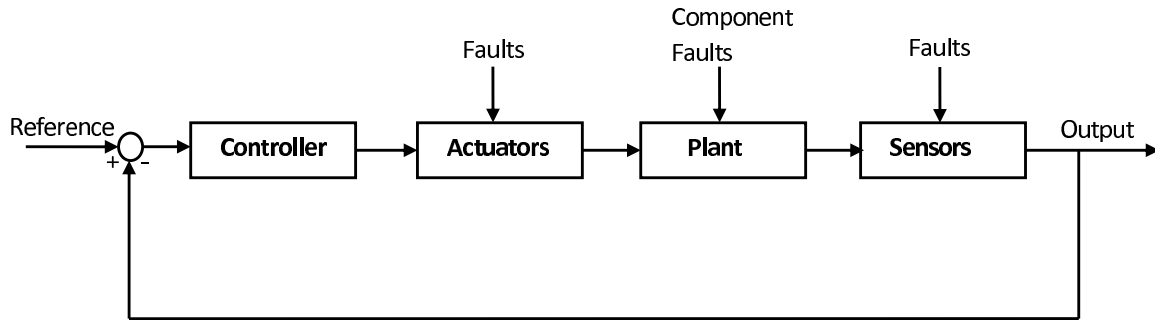 Component
Faults
Faults
Faults
Reference
Controller
Actuators
Plant
Sensors
Output
+
-